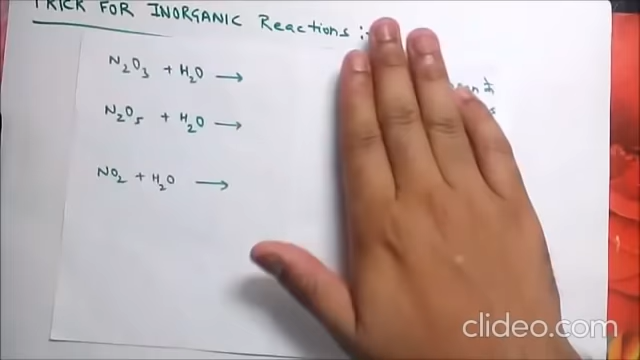 TRICK FOR INORGANIC Reactions :-
N₂O₃ + H₂O →
N₂O₅ + H₂O →
NO₂ + H₂O →
clideo.com